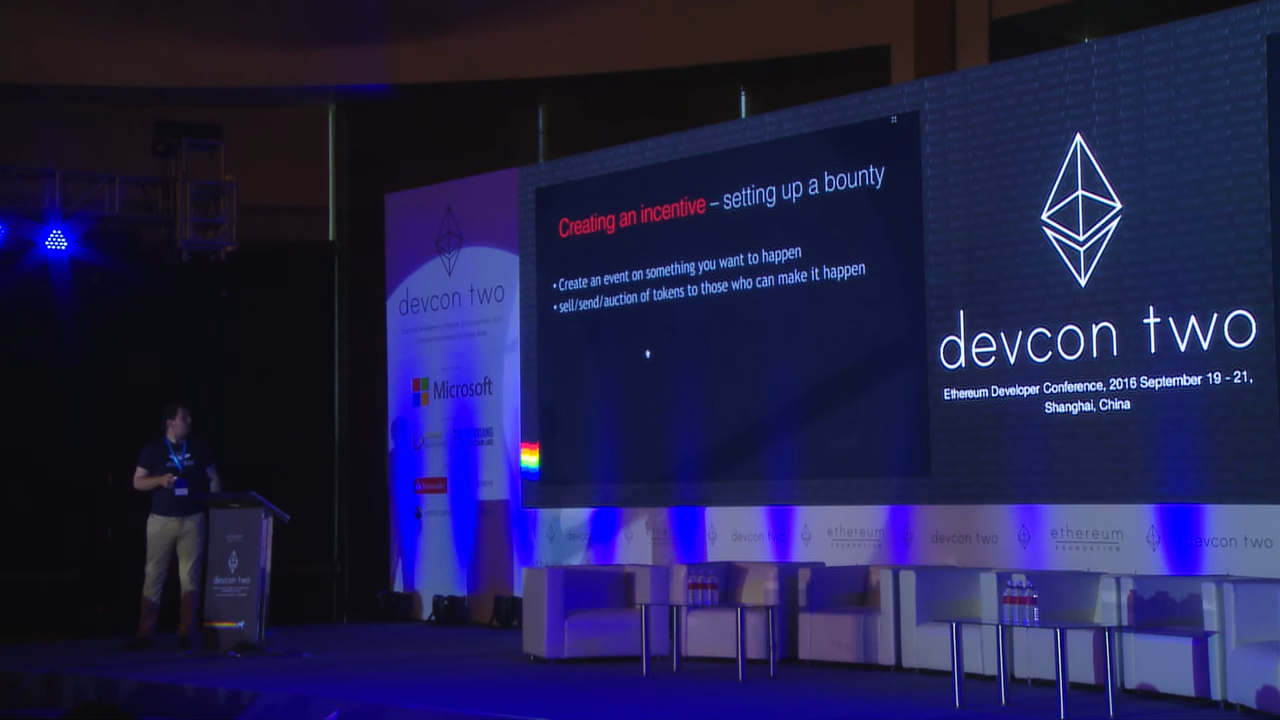 Creating an incentive – setting up a bounty
• Create an event on something you want to happen
• sell/send/auction of tokens to those who can make it happen
devcon two
Ethereum Developer Conference, 2016 September 19 - 21,
Shanghai, China
devcon two
Microsoft
devcon two
ethereum
FOUNDATION
devcon two
ethereum
FOUNDATION
devcon two
devcon two